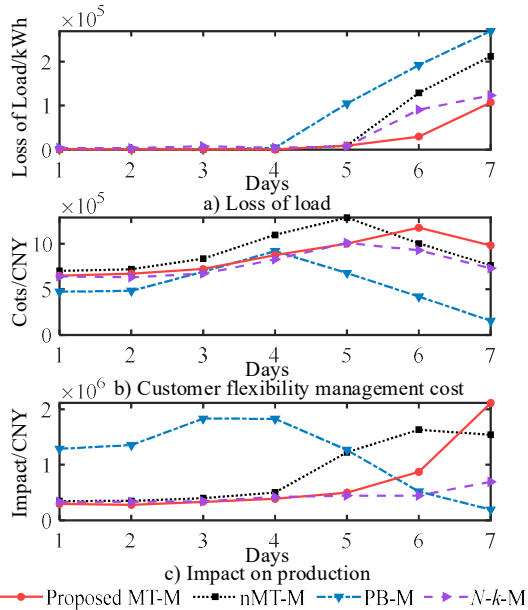 ×10^5
Loss of Load/kWh
2
1
0
1 2 3 4 5 6 7
Days
a) Loss of load
×10^5
Cots/CNY
10
5
0
1 2 3 4 5 6 7
Days
b) Customer flexibility management cost
×10^6
Impact/CNY
2
1
0
1 2 3 4 5 6 7
Days
c) Impact on production
Proposed MT-M nMT-M PB-M N-k-M